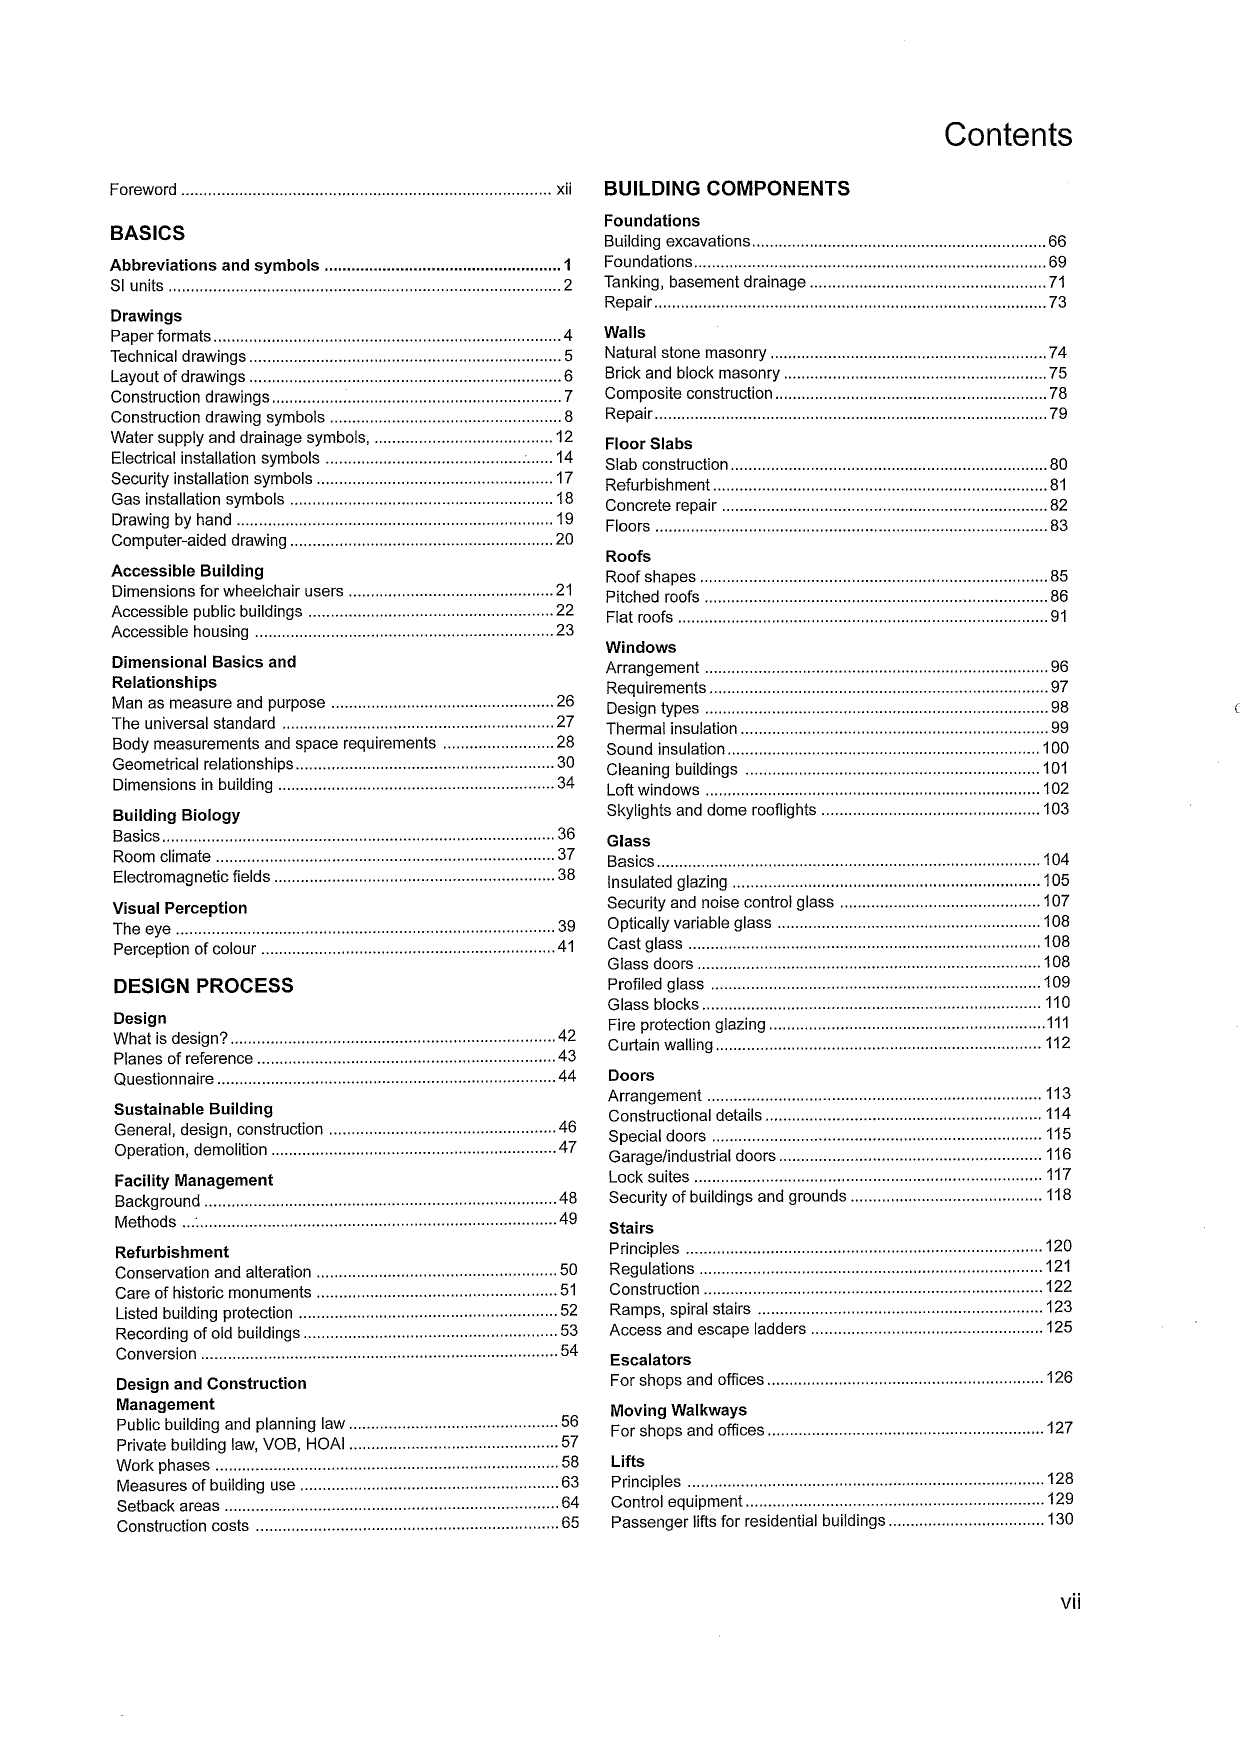 Contents
Foreword ................ xii
BASICS
Abbreviations and symbols ................ 1
SI units ................ 2
Drawings
Paper formats ................ 4
Technical drawings ................ 5
Layout of drawings ................ 6
Construction drawings ................ 7
Construction drawing symbols ................ 8
Water supply and drainage symbols, ................ 12
Electrical installation symbols ................ 14
Security installation symbols ................ 17
Gas installation symbols ................ 18
Drawing by hand ................ 19
Computer-aided drawing ................ 20
Accessible Building
Dimensions for wheelchair users ................ 21
Accessible public buildings ................ 22
Accessible housing ................ 23
Dimensional Basics and
Relationships
Man as measure and purpose ................ 26
The universal standard ................ 27
Body measurements and space requirements ................ 28
Geometrical relationships ................ 30
Dimensions in building ................ 34
Building Biology
Basics ................ 36
Room climate ................ 37
Electromagnetic fields ................ 38
Visual Perception
The eye ................ 39
Perception of colour ................ 41
DESIGN PROCESS
Design
What is design? ................ 42
Planes of reference ................ 43
Questionnaire ................ 44
Sustainable Building
General, design, construction ................ 46
Operation, demolition ................ 47
Facility Management
Background ................ 48
Methods ................ 49
Refurbishment
Conservation and alteration ................ 50
Care of historic monuments ................ 51
Listed building protection ................ 52
Recording of old buildings ................ 53
Conversion ................ 54
Design and Construction
Management
Public building and planning law ................ 56
Private building law, VOB, HOAI ................ 57
Work phases ................ 58
Measures of building use ................ 63
Setback areas ................ 64
Construction costs ................ 65
BUILDING COMPONENTS
Foundations
Building excavations ................ 66
Foundations ................ 69
Tanking, basement drainage ................ 71
Repair ................ 73
Walls
Natural stone masonry ................ 74
Brick and block masonry ................ 75
Composite construction ................ 78
Repair ................ 79
Floor Slabs
Slab construction ................ 80
Refurbishment ................ 81
Concrete repair ................ 82
Floors ................ 83
Roofs
Roof shapes ................ 85
Pitched roofs ................ 86
Flat roofs ................ 91
Windows
Arrangement ................ 96
Requirements ................ 97
Design types ................ 98
Thermal insulation ................ 99
Sound insulation ................ 100
Cleaning buildings ................ 101
Loft windows ................ 102
Skylights and dome rooflights ................ 103
Glass
Basics ................ 104
Insulated glazing ................ 105
Security and noise control glass ................ 107
Optically variable glass ................ 108
Cast glass ................ 108
Glass doors ................ 108
Profiled glass ................ 109
Glass blocks ................ 110
Fire protection glazing ................ 111
Curtain walling ................ 112
Doors
Arrangement ................ 113
Constructional details ................ 114
Special doors ................ 115
Garage/industrial doors ................ 116
Lock suites ................ 117
Security of buildings and grounds ................ 118
Stairs
Principles ................ 120
Regulations ................ 121
Construction ................ 122
Ramps, spiral stairs ................ 123
Access and escape ladders ................ 125
Escalators
For shops and offices ................ 126
Moving Walkways
For shops and offices ................ 127
Lifts
Principles ................ 128
Control equipment ................ 129
Passenger lifts for residential buildings ................ 130
vii